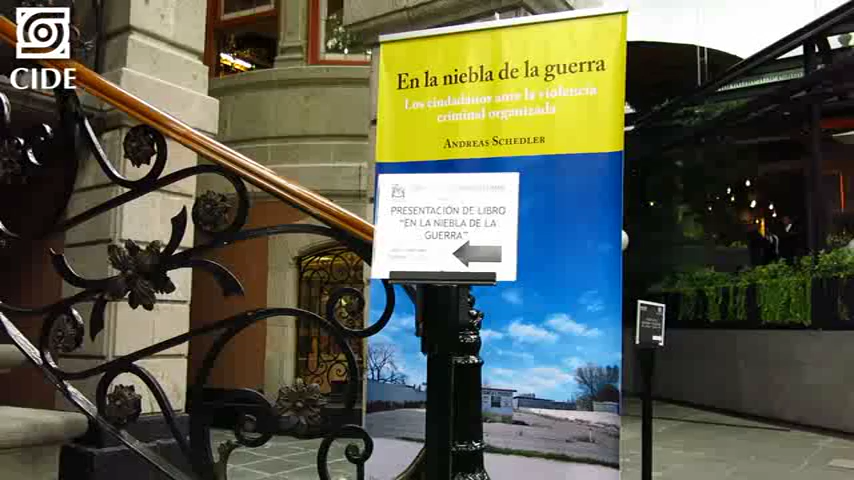 CIDE
En la niebla de la guerra
Los ciudadanos ante la violencia
criminal organizada
ANDREAS SCHEDLER
PRESENTACIÓN DE LIBRO
"EN LA NIEBLA DE LA
GUERRA"